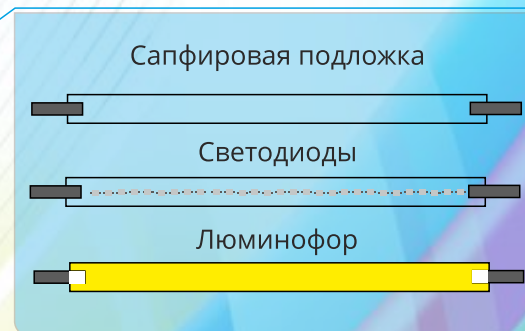 Сапфировая подложка
Светодиоды
Люминофор